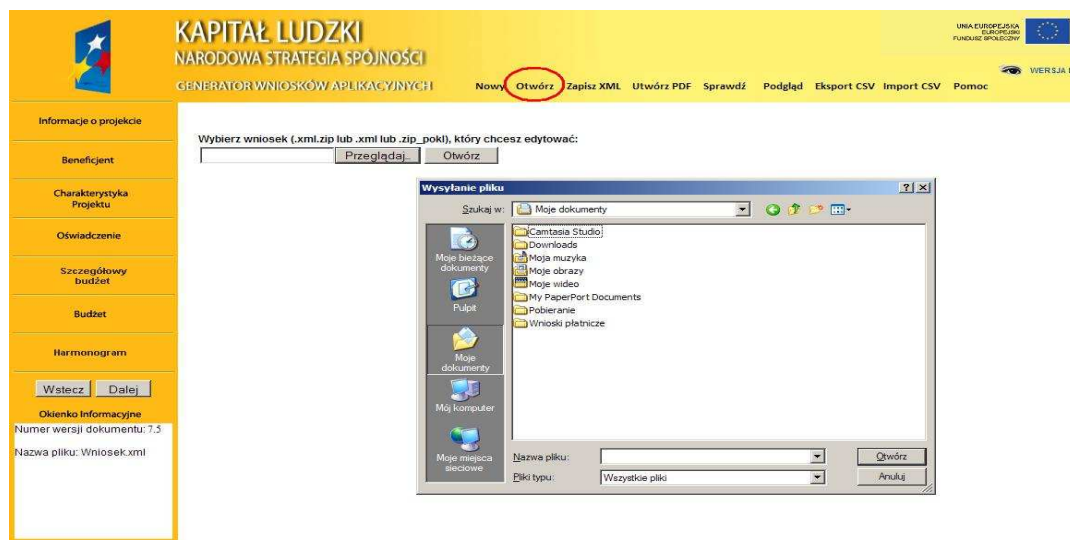 KAPITAŁ LUDZKI
NARODOWA STRATEGIA SPÓJNOŚCI
GENERATOR WNIOSKÓW APLIKACYJNYCH
UNIA EUROPEJSKA
EUROPEJSKI
FUNDUSZ SPOŁECZNY
WERSJA
Nowy Otwórz Zapisz XML Utwórz PDF Sprawdź Podgląd Eksport CSV Import CSV Pomoc
Informacje o projekcie
Beneficjent
Charakterystyka
Projektu
Oświadczenie
Szczegółowy
budżet
Budżet
Harmonogram
Wstecz Dalej
Okienko Informacyjne
Numer wersji dokumentu: 7.5
Nazwa pliku: Wniosek.xml
Wybierz wniosek (.xml.zip lub .xml lub .zip_pokl), który chcesz edytować:
Przeglądaj... Otwórz
Wysyłanie pliku
Szukaj w: Moje dokumenty
Moje bieżące
dokumenty
Pulpit
Moje
dokumenty
Mój komputer
Moje miejsca
sieciowe
Camtasia Studio
Downloads
Moja muzyka
Moje obrazy
Moje wideo
My PaperPort Documents
Pobieranie
Wnioski płatnicze
Nazwa pliku: Otwórz
Pliki typu: Wszystkie pliki Anuluj